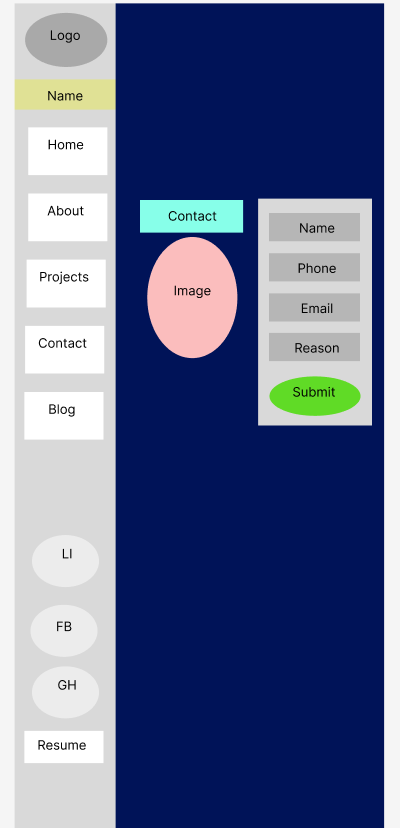 Logo
Name
Home
About
Projects
Contact
Blog
LI
FB
GH
Resume
Contact
Image
Name
Phone
Email
Reason
Submit